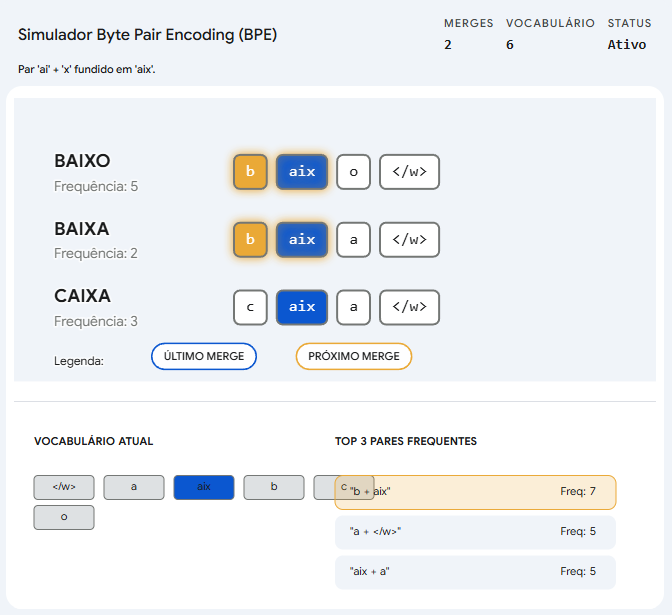 Simulador Byte Pair Encoding (BPE)
MERGES VOCABULÁRIO STATUS
2 6 Ativo
Par 'ai' + 'x' fundido em 'aix'.
BAIXO
Frequência: 5
b aix o </w>
BAIXA
Frequência: 2
b aix a </w>
CAIXA
Frequência: 3
c aix a </w>
Legenda: ÚLTIMO MERGE PRÓXIMO MERGE
VOCABULÁRIO ATUAL
</w> a aix b c
o
TOP 3 PARES FREQUENTES
"b + aix" Freq: 7
"a + </w>" Freq: 5
"aix + a" Freq: 5